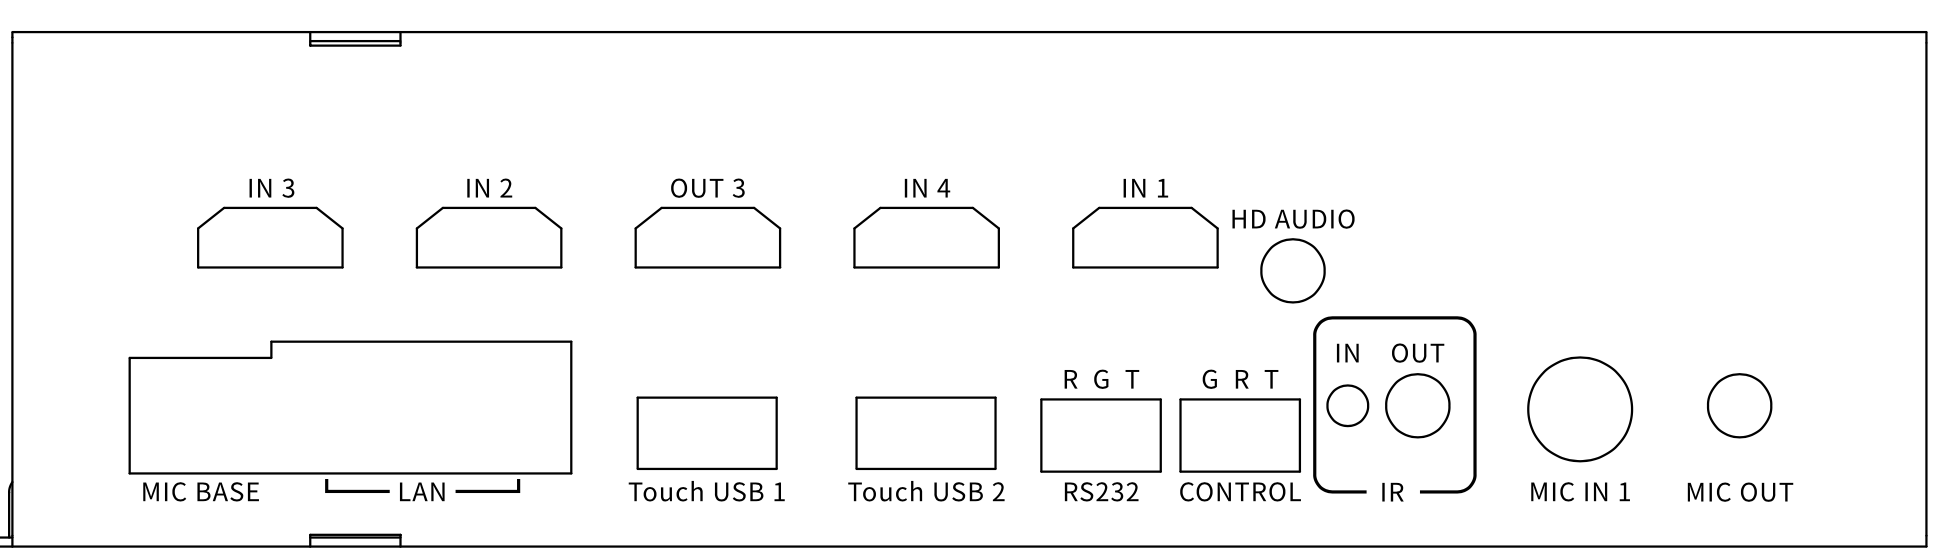 IN 3 IN 2 OUT 3 IN 4 IN 1
HD AUDIO
IN OUT
R G T G R T
MIC BASE LAN Touch USB 1 Touch USB 2 RS232 CONTROL IR MIC IN 1 MIC OUT